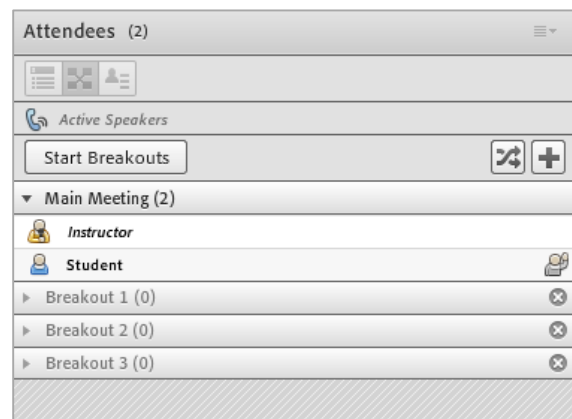 Attendees (2)
Active Speakers
Start Breakouts
Main Meeting (2)
Instructor
Student
Breakout 1 (0)
Breakout 2 (0)
Breakout 3 (0)